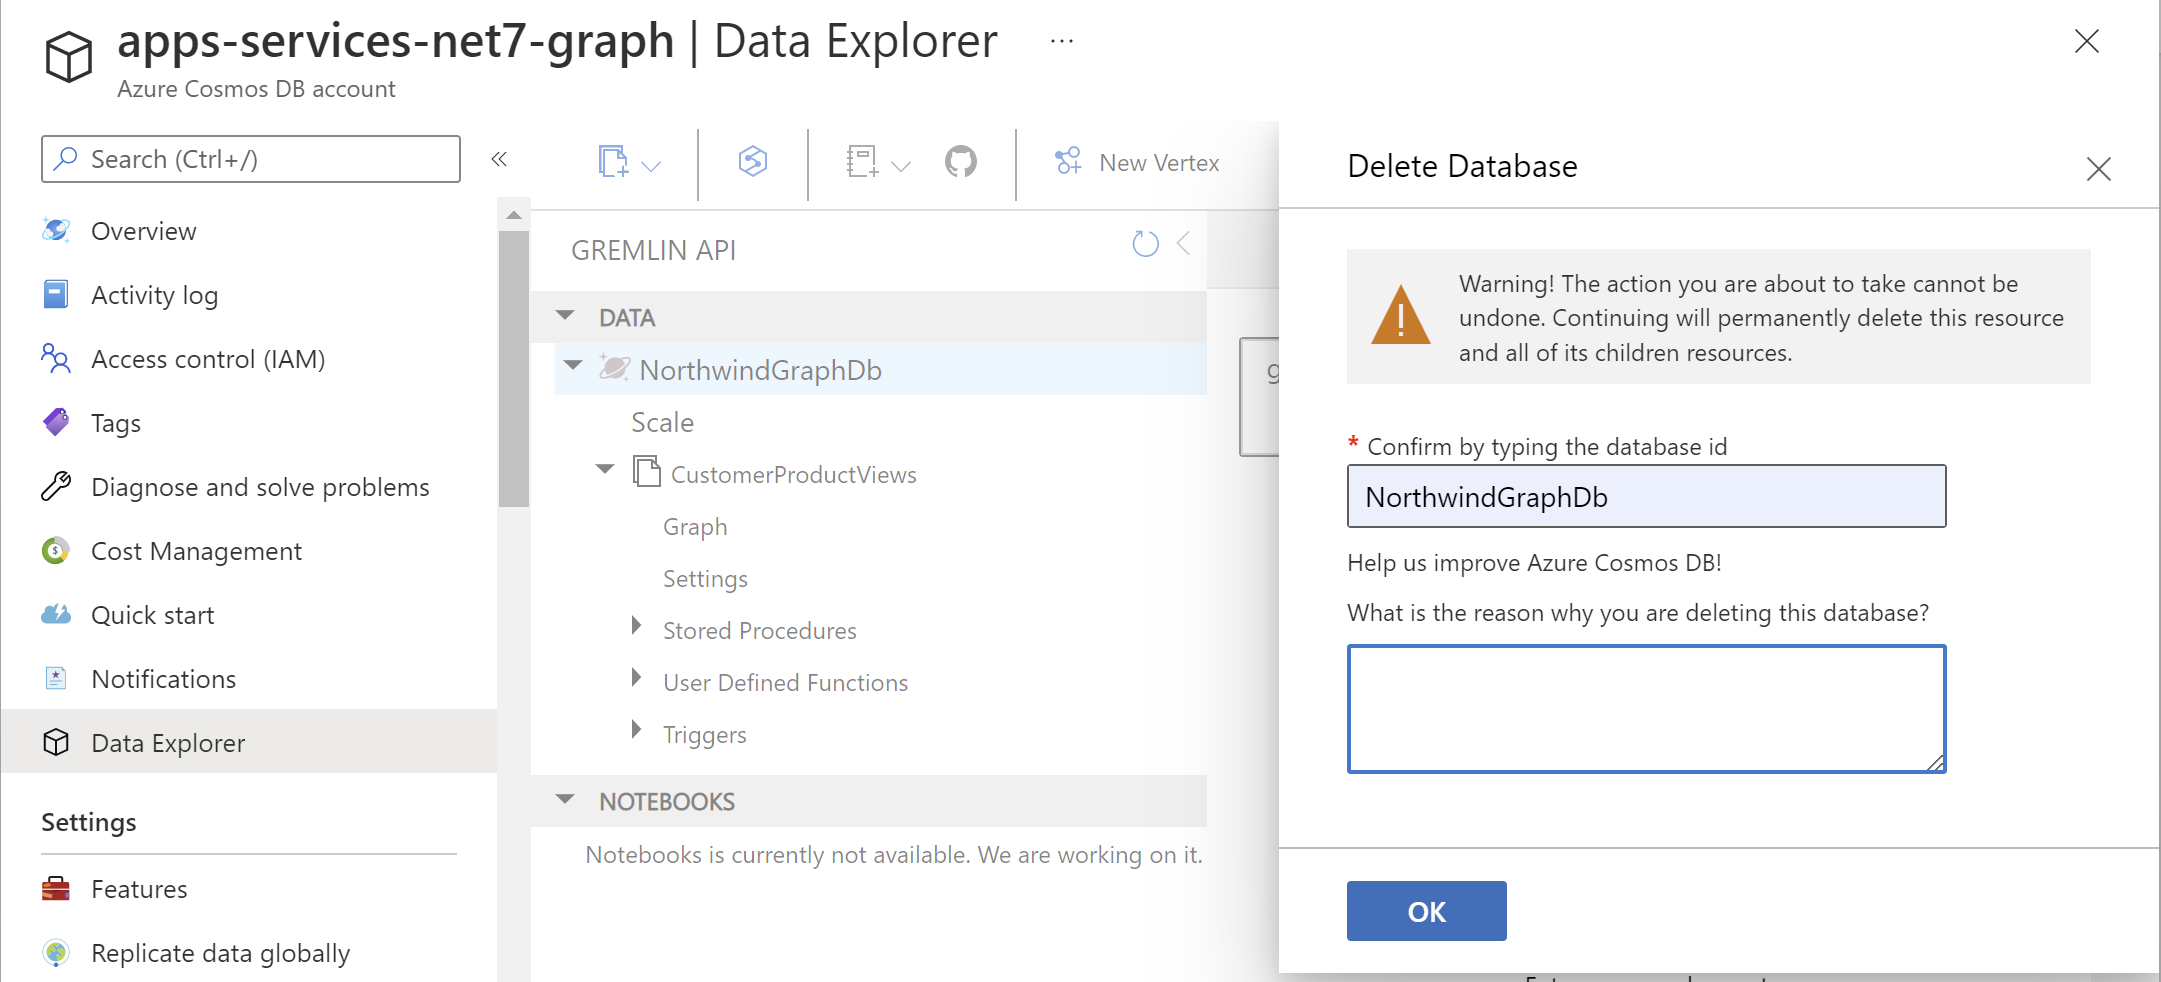 apps-services-net7-graph | Data Explorer ...
Azure Cosmos DB account
Search (Ctrl+/)
Overview
Activity log
Access control (IAM)
Tags
Diagnose and solve problems
Cost Management
Quick start
Notifications
Data Explorer
Settings
Features
Replicate data globally
New Vertex
GREMLIN API
DATA
NorthwindGraphDb
Scale
CustomerProductViews
Graph
Settings
Stored Procedures
User Defined Functions
Triggers
NOTEBOOKS
Notebooks is currently not available. We are working on it.
g
Delete Database
Warning! The action you are about to take cannot be
undone. Continuing will permanently delete this resource
and all of its children resources.
* Confirm by typing the database id
NorthwindGraphDb
Help us improve Azure Cosmos DB!
What is the reason why you are deleting this database?
OK